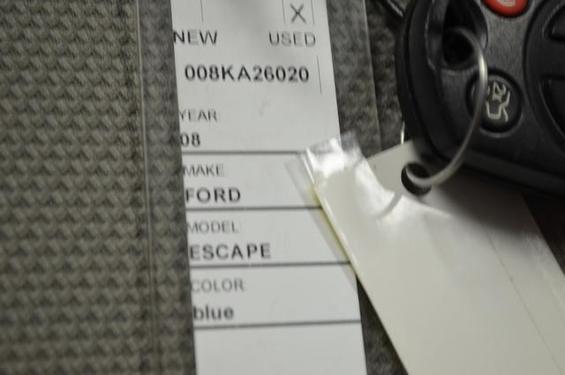 X
NEW USED
008KA26020
YEAR
08
MAKE
FORD
MODEL
ESCAPE
COLOR
blue